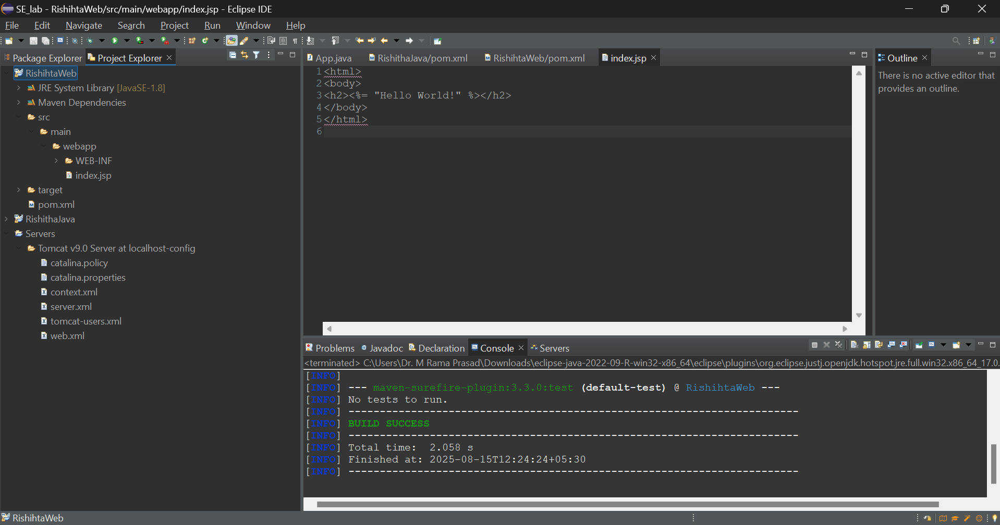 SE_lab - RishihtaWeb/src/main/webapp/index.jsp - Eclipse IDE
File Edit Navigate Search Project Run Window Help
Package Explorer Project Explorer
RishihtaWeb
JRE System Library [JavaSE-1.8]
Maven Dependencies
src
main
webapp
WEB-INF
index.jsp
target
pom.xml
RishithaJava
Servers
Tomcat v9.0 Server at localhost-config
catalina.policy
catalina.properties
context.xml
server.xml
tomcat-users.xml
web.xml
App.java RishithaJava/pom.xml RishihtaWeb/pom.xml index.jsp
1 <html>
2 <body>
3 <h2><%= "Hello World!" %></h2>
4 </body>
5 </html>
6
Outline
There is no active editor that
provides an outline.
Problems Javadoc Declaration Console Servers
<terminated> C:\Users\Dr. M Rama Prasad\Downloads\eclipse-java-2022-09-R-win32-x86_64\eclipse\plugins\org.eclipse.justj.openjdk.hotspot.jre.full.win32.x86_64_17.0.
[INFO]
[INFO] --- maven-surefire-plugin:3.3.0:test (default-test) @ RishihtaWeb ---
[INFO] No tests to run.
[INFO] ------------------------------------------------------------------------
[INFO] BUILD SUCCESS
[INFO] ------------------------------------------------------------------------
[INFO] Total time:  2.058 s
[INFO] Finished at: 2025-08-15T12:24:24+05:30
[INFO] ------------------------------------------------------------------------
RishihtaWeb